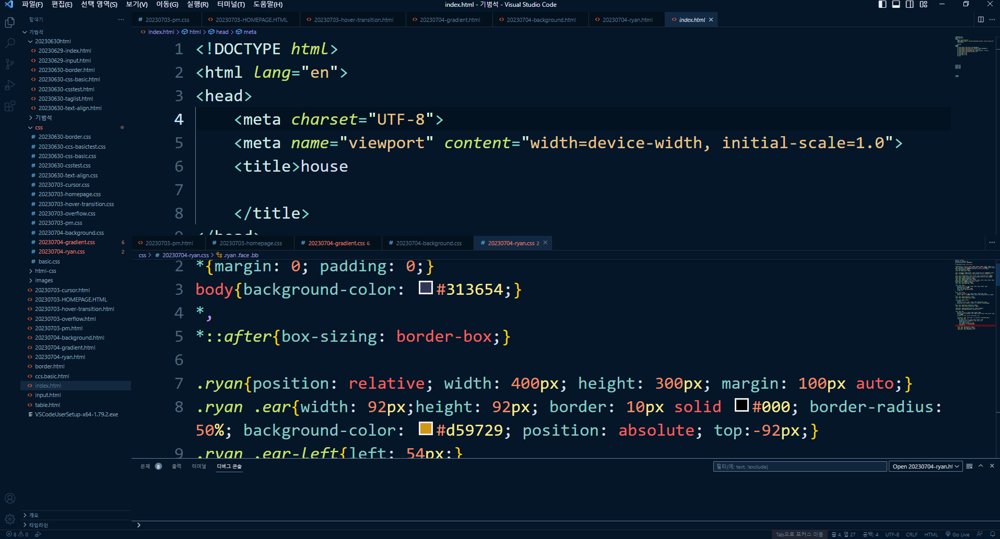 파일(F) 편집(E) 선택 영역(S) 보기(V) 이동(G) 실행(R) 터미널(T) 도움말(H)
index.html - 기범석 - Visual Studio Code
탐색기
기범석
20230630html
20230629-index.html
20230629-input.html
20230630-border.html
20230630-css-basic.html
20230630-csstest.html
20230630-taglist.html
20230630-text-align.html
기범석
css
20230630-border.css
20230630-ccs-basictest.css
20230630-css-basic.css
20230630-csstest.css
20230630-text-align.css
20230703-cursor.css
20230703-homepage.css
20230703-hover-transition.css
20230703-overflow.css
20230703-pm.css
20230704-background.css
20230704-gradient.css 6
20230704-ryan.css 2
basic.css
html-css
images
20230703-cursor.html
20230703-HOMEPAGE.HTML
20230703-hover-transition.html
20230703-overflow.html
20230703-pm.html
20230704-background.html
20230704-gradient.html
20230704-ryan.html
border.html
ccs.basic.html
index.html
input.html
table.html
VSCodeUserSetup-x64-1.79.2.exe
개요
타임라인
20230703-pm.css 20230703-HOMEPAGE.HTML 20230703-hover-transition.html 20230704-gradient.html 20230704-background.html 20230704-ryan.html index.html
index.html > html > head > meta
1 <!DOCTYPE html>
2 <html lang="en">
3 <head>
4 <meta charset="UTF-8">
5 <meta name="viewport" content="width=device-width, initial-scale=1.0">
6 <title>house
7
8 </title>
9 </head>
20230703-pm.html 20230703-homepage.css 20230704-gradient.css 6 20230704-background.css 20230704-ryan.css 2
css > 20230704-ryan.css > .ryan .face .bb
2 *{margin: 0; padding: 0;}
3 body{background-color: #313654;}
4 *,
5 *::after{box-sizing: border-box;}
6
7 .ryan{position: relative; width: 400px; height: 300px; margin: 100px auto;}
8 .ryan .ear{width: 92px;height: 92px; border: 10px solid #000; border-radius:
50%; background-color: #d59729; position: absolute; top:-92px;}
9 .ryan .ear-left{left: 54px;}
문제 8 출력 터미널 디버그 콘솔
필터(예: text, !exclude)
Open 20230704-ryan.ht
8 0
Tab으로 포커스 이동 줄 4, 열 27 공백: 4 UTF-8 CRLF HTML Go Live